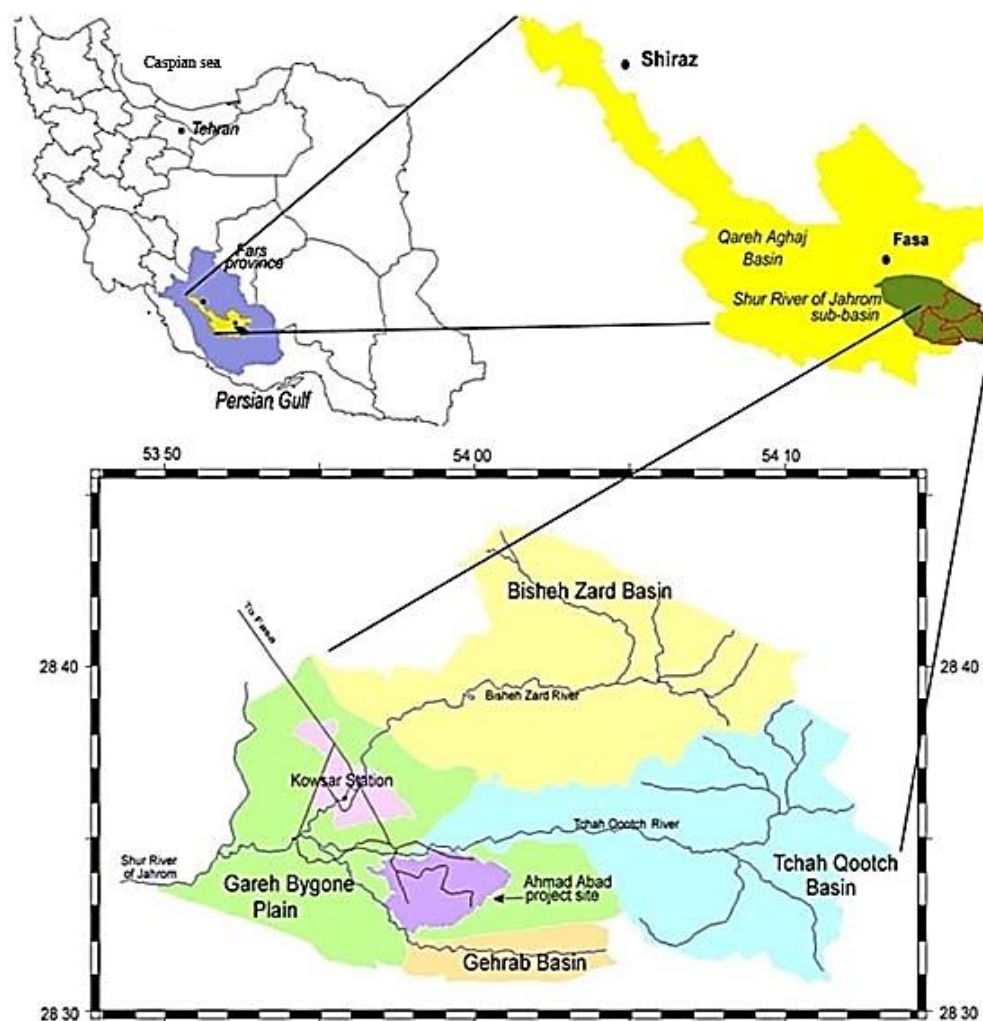 Caspian sea
Tehran
Fars
province
Persian Gulf
Shiraz
Qareh Aghaj
Basin
Fasa
Shur River of Jahrom
sub-basin
53 50
54 00
54 10
Bisheh Zard Basin
To Fasa
28 40
28 40
Bisheh Zard River
Kowsar Station
Tchah Qootch River
Shur River
of Jahrom
Gareh Bygone
Plain
Ahmad Abad
project site
Tchah Qootch
Basin
Gehrab Basin
28 30
28 30